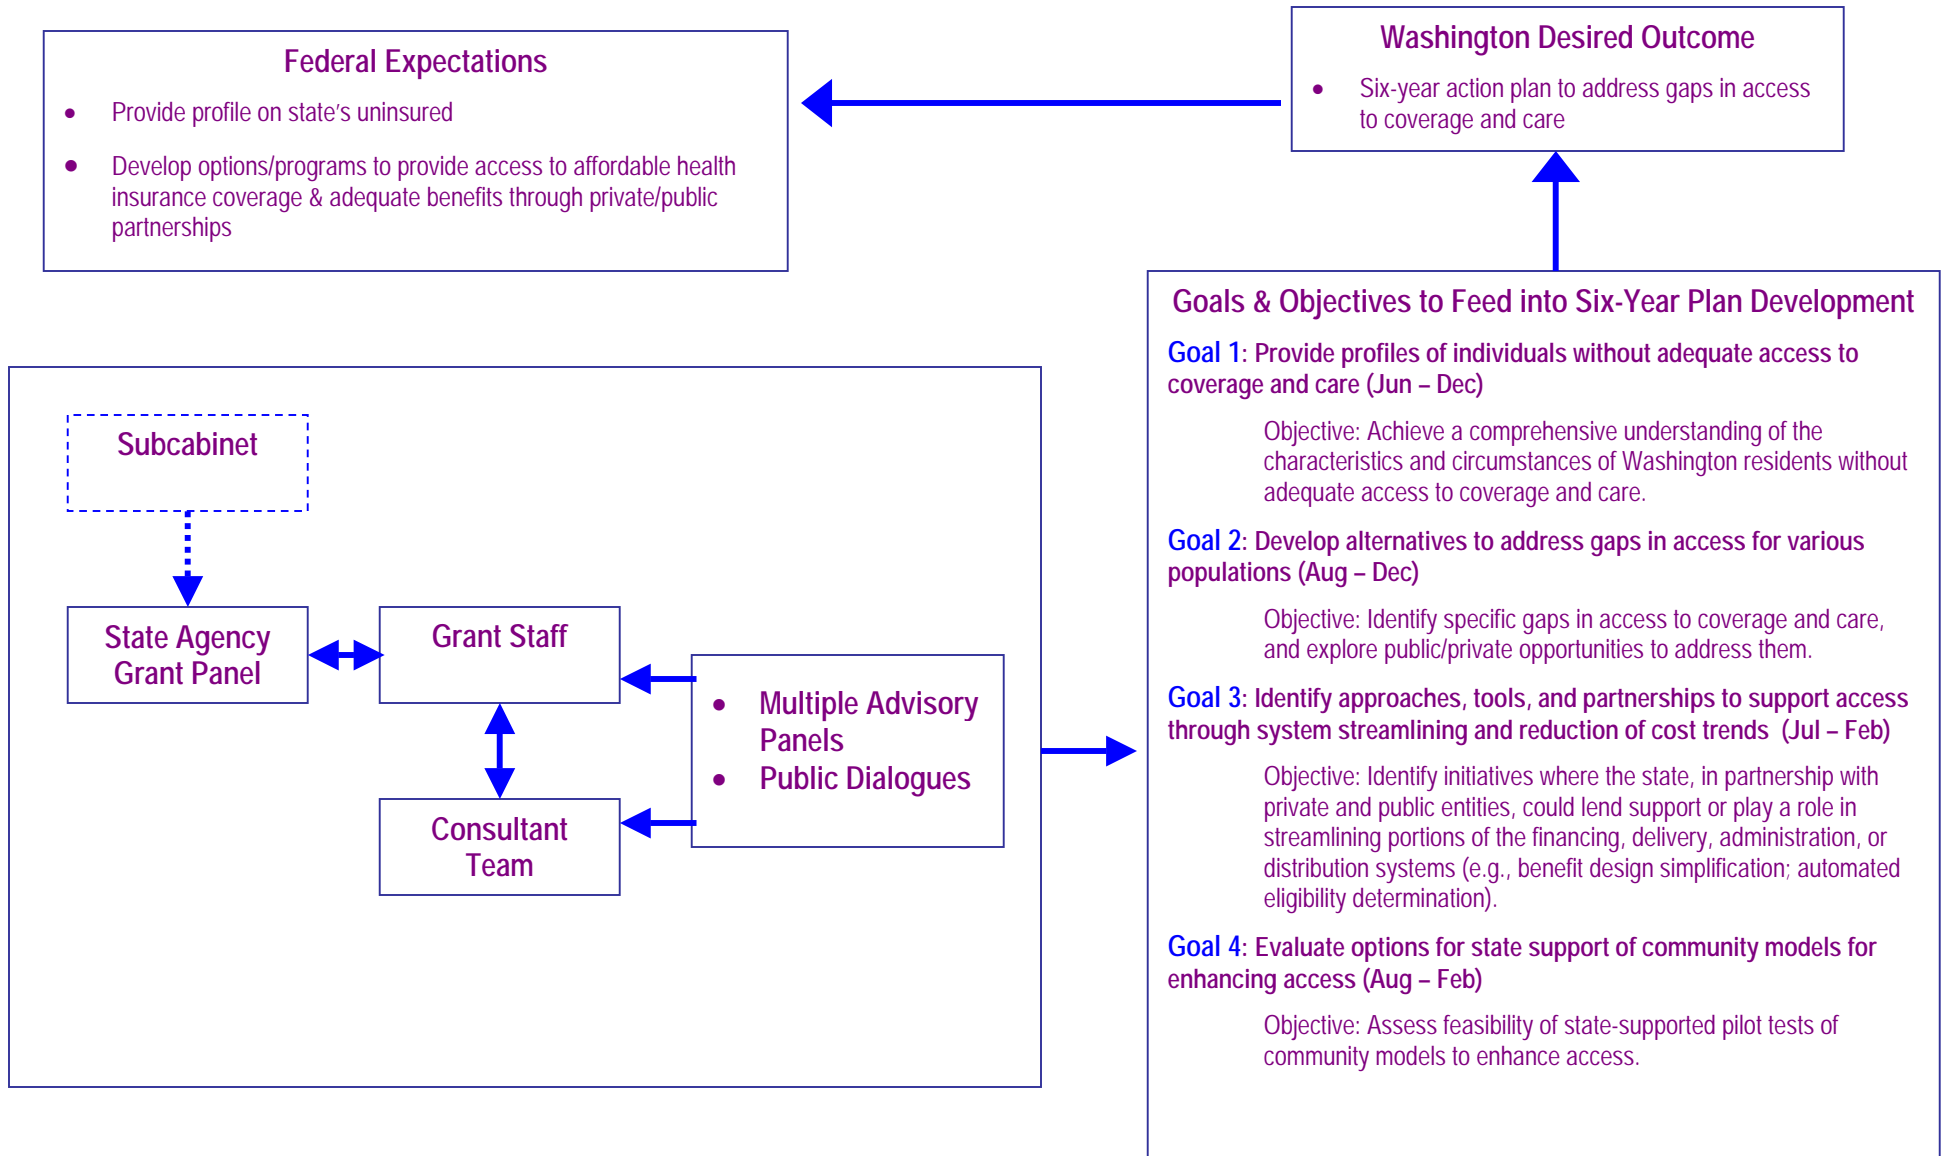 Federal Expectations
• Provide profile on state's uninsured
• Develop options/programs to provide access to affordable health
insurance coverage & adequate benefits through private/public
partnerships
Washington Desired Outcome
• Six-year action plan to address gaps in access
to coverage and care
Subcabinet
State Agency
Grant Panel
Grant Staff
Consultant
Team
• Multiple Advisory
Panels
• Public Dialogues
Goals & Objectives to Feed into Six-Year Plan Development
Goal 1: Provide profiles of individuals without adequate access to
coverage and care (Jun – Dec)
Objective: Achieve a comprehensive understanding of the
characteristics and circumstances of Washington residents without
adequate access to coverage and care.
Goal 2: Develop alternatives to address gaps in access for various
populations (Aug – Dec)
Objective: Identify specific gaps in access to coverage and care,
and explore public/private opportunities to address them.
Goal 3: Identify approaches, tools, and partnerships to support access
through system streamlining and reduction of cost trends (Jul – Feb)
Objective: Identify initiatives where the state, in partnership with
private and public entities, could lend support or play a role in
streamlining portions of the financing, delivery, administration, or
distribution systems (e.g., benefit design simplification; automated
eligibility determination).
Goal 4: Evaluate options for state support of community models for
enhancing access (Aug – Feb)
Objective: Assess feasibility of state-supported pilot tests of
community models to enhance access.